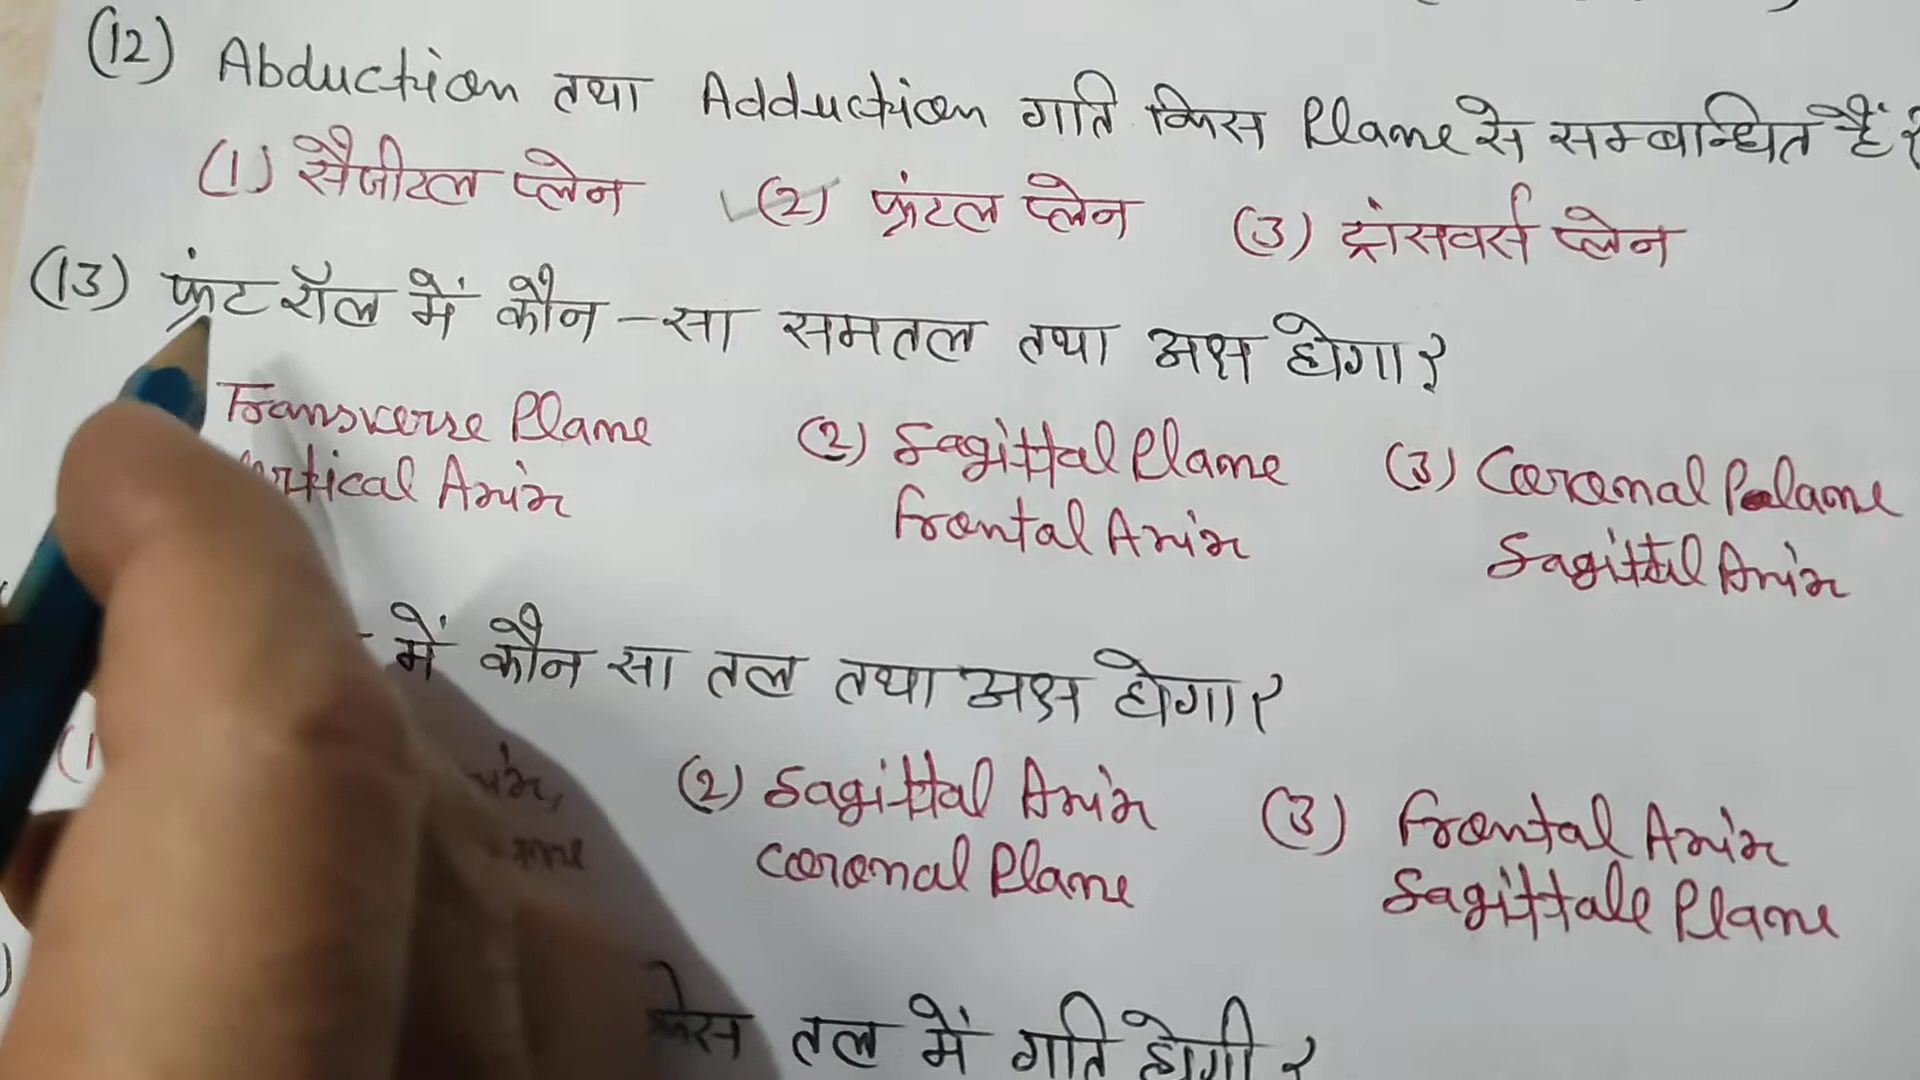 (12) Abduction तथा Adduction गति किस Plane से सम्बन्धित हैं?
(1) सैजीटल प्लेन (2) फ्रंटल प्लेन (3) ट्रांसवर्स प्लेन
(13) फ्रंट रॉल में कौन-सा समतल तथा अक्ष होगा?
Transverse Plane (2) Sagittal Plane (3) Coronal Plane
Axis Frontal Axis Sagittal Axis
में कौन सा तल तथा अक्ष होगा?
(2) Sagittal Axis (3) Frontal Axis
Coronal Plane Sagittale Plane
तल में गति होगी?